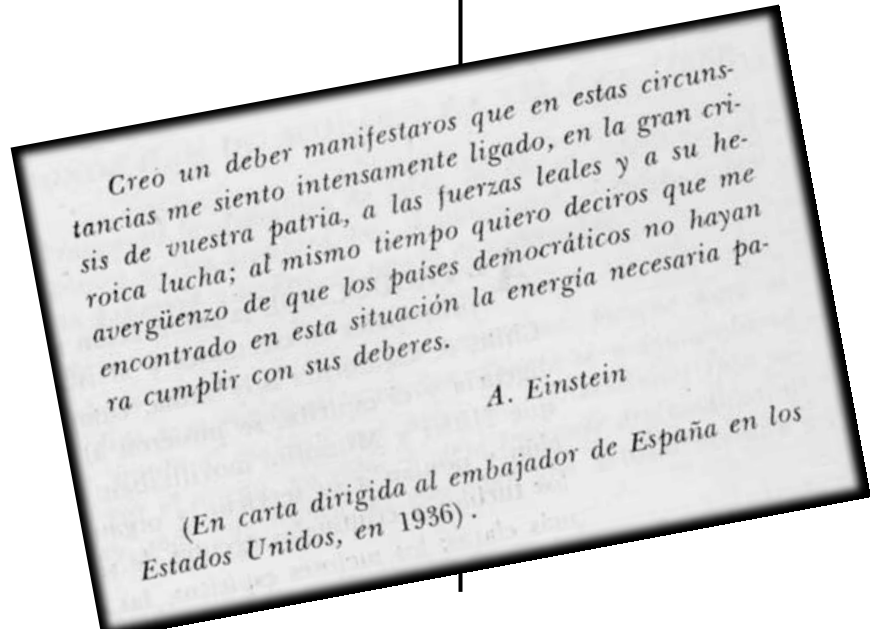 Creo un deber manifestaros que en estas circuns-
tancias me siento intensamente ligado, en la gran cri-
sis de vuestra patria, a las fuerzas leales y a su he-
roica lucha; al mismo tiempo quiero deciros que me
avergüenzo de que los países democráticos no hayan
encontrado en esta situación la energía necesaria pa-
ra cumplir con sus deberes.
A. Einstein
(En carta dirigida al embajador de España en los
Estados Unidos, en 1936).